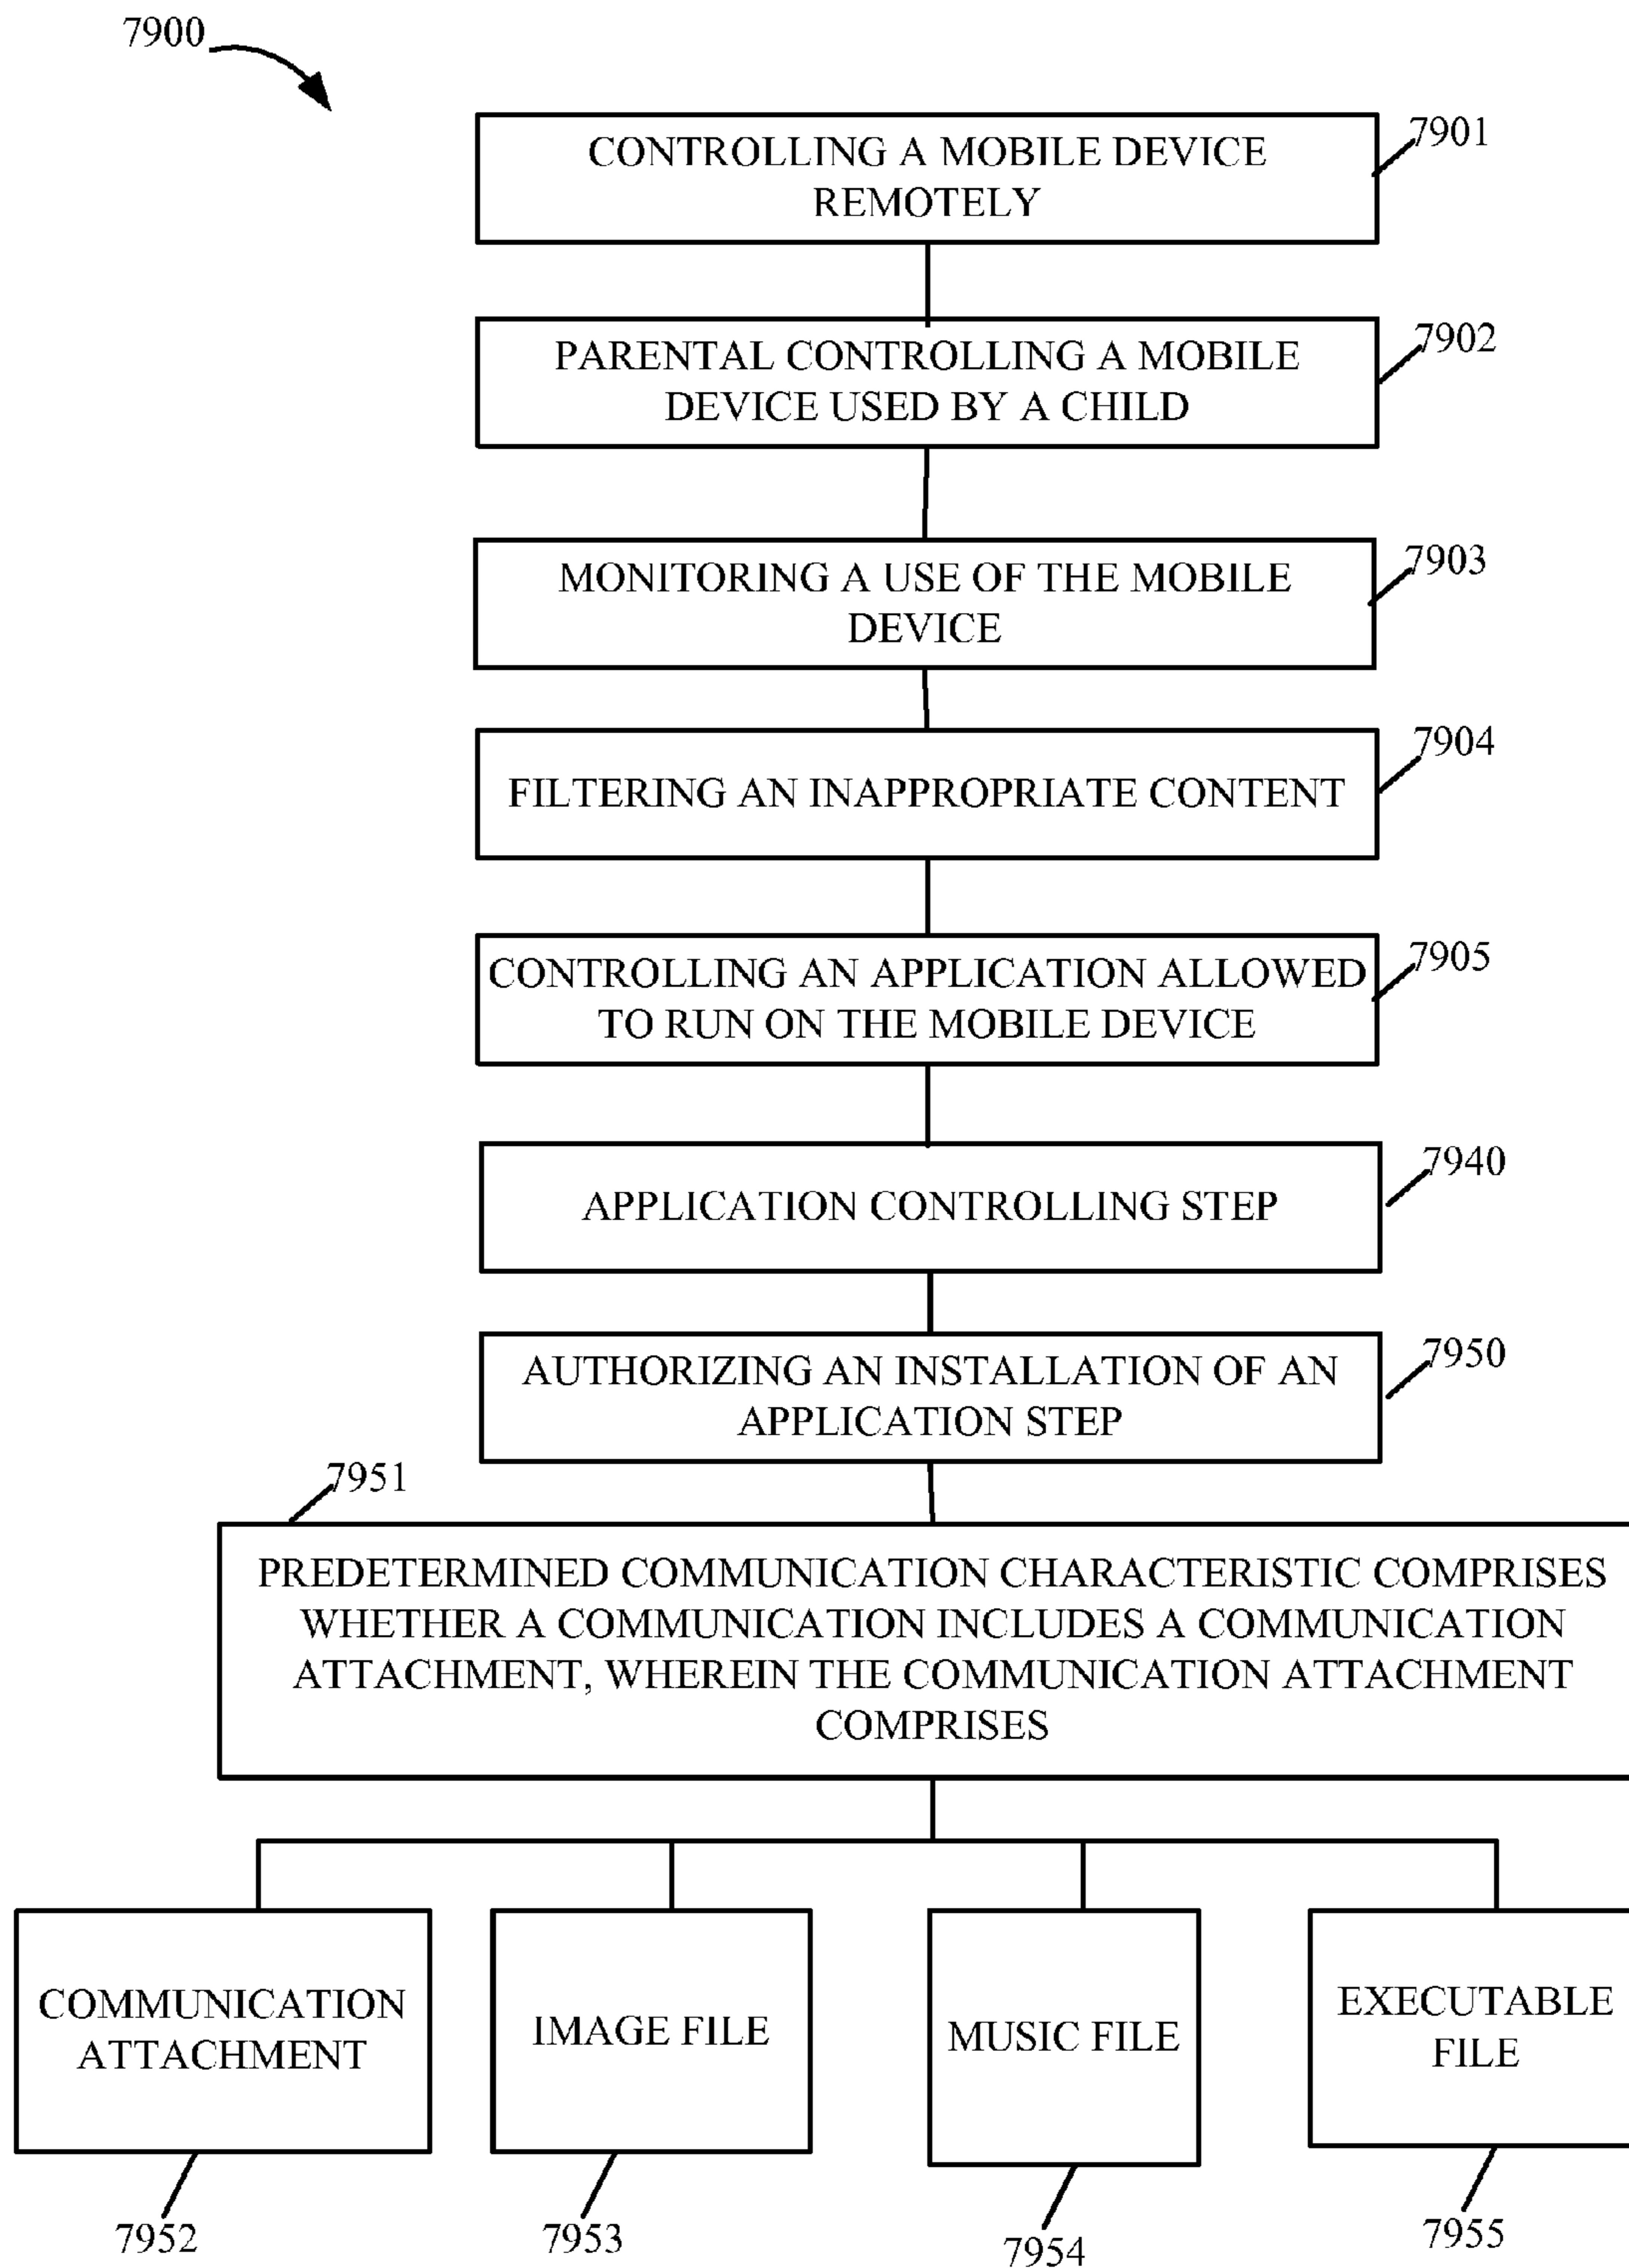 7900
CONTROLLING A MOBILE DEVICE
REMOTELY
7901
PARENTAL CONTROLLING A MOBILE
DEVICE USED BY A CHILD
7902
MONITORING A USE OF THE MOBILE
DEVICE
7903
FILTERING AN INAPPROPRIATE CONTENT
7904
CONTROLLING AN APPLICATION ALLOWED
TO RUN ON THE MOBILE DEVICE
7905
APPLICATION CONTROLLING STEP
7940
AUTHORIZING AN INSTALLATION OF AN
APPLICATION STEP
7950
7951
PREDETERMINED COMMUNICATION CHARACTERISTIC COMPRISES
WHETHER A COMMUNICATION INCLUDES A COMMUNICATION
ATTACHMENT, WHEREIN THE COMMUNICATION ATTACHMENT
COMPRISES
COMMUNICATION
ATTACHMENT
7952
IMAGE FILE
7953
MUSIC FILE
7954
EXECUTABLE
FILE
7955